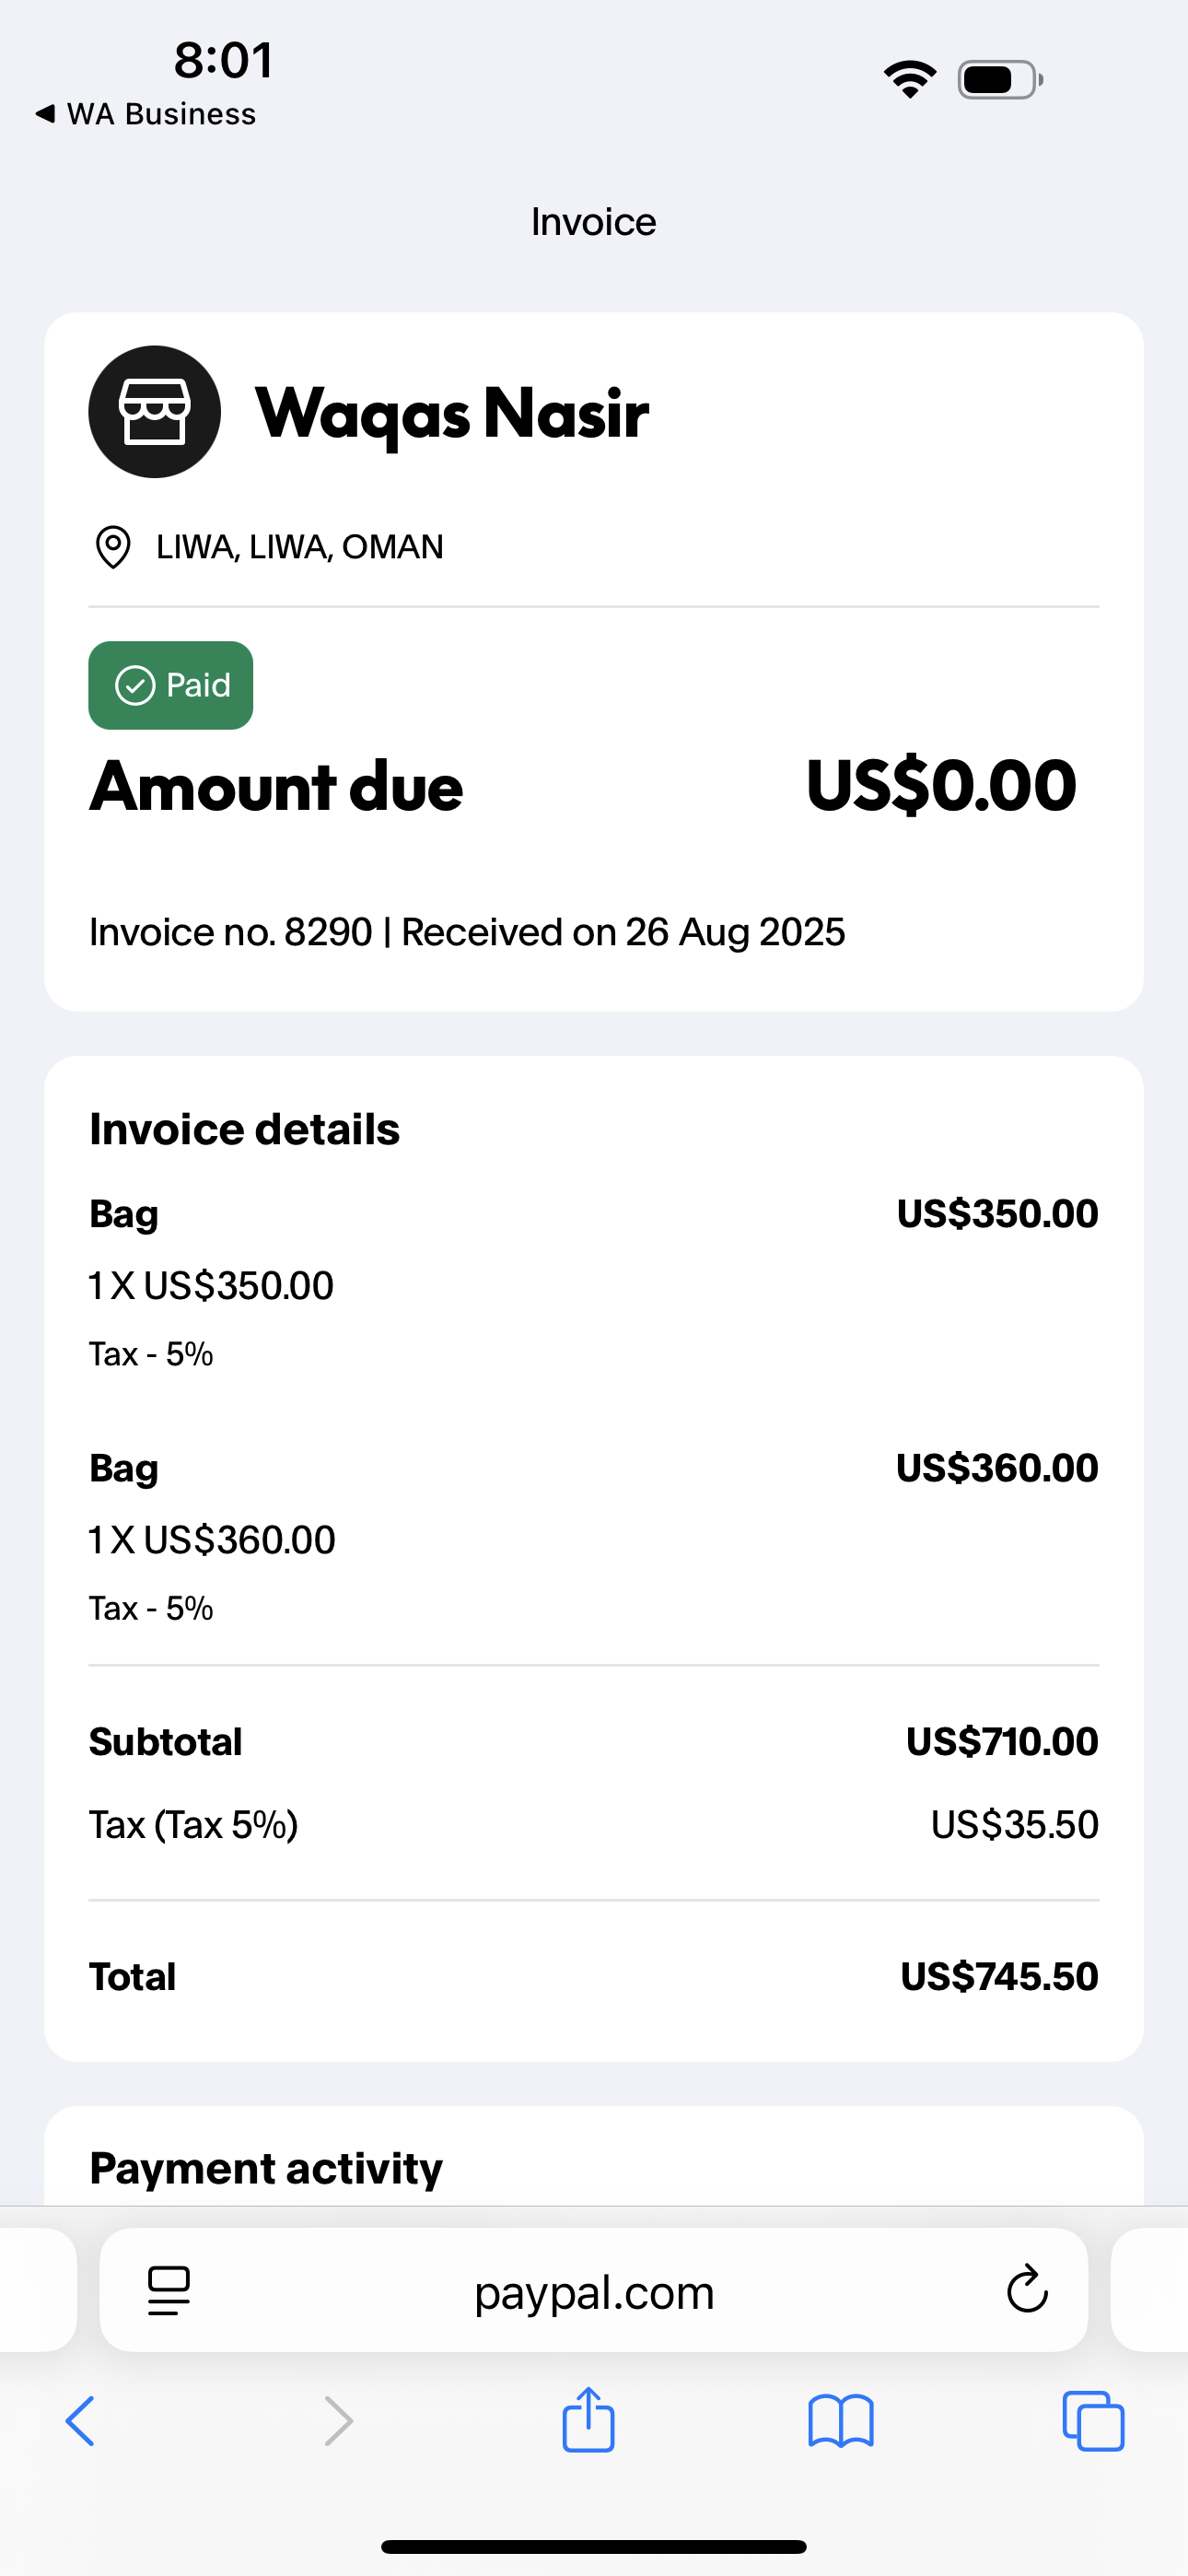 8:01
WA Business
Invoice
Waqas Nasir
LIWA, LIWA, OMAN
Paid
Amount due US$0.00
Invoice no. 8290 | Received on 26 Aug 2025
Invoice details
Bag US$350.00
1 X US$350.00
Tax - 5%
Bag US$360.00
1 X US$360.00
Tax - 5%
Subtotal US$710.00
Tax (Tax 5%) US$35.50
Total US$745.50
Payment activity
paypal.com